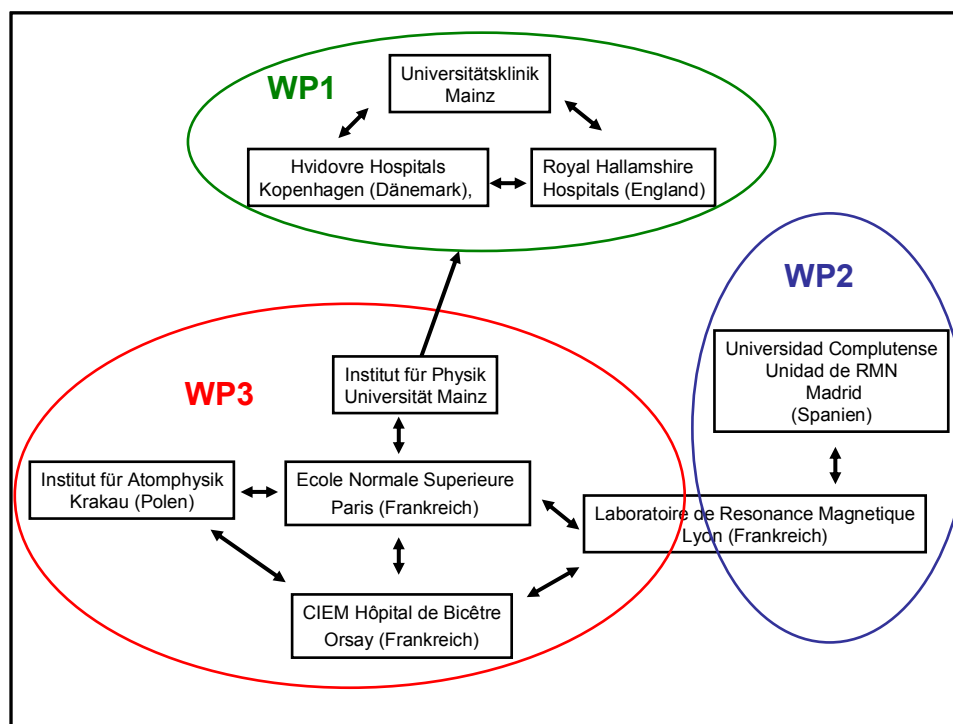 WP1
Universitätsklinik
Mainz
Hvidovre Hospitals
Kopenhagen (Dänemark),
Royal Hallamshire
Hospitals (England)
WP2
Universidad Complutense
Unidad de RMN
Madrid
(Spanien)
WP3
Institut für Physik
Universität Mainz
Institut für Atomphysik
Krakau (Polen)
Ecole Normale Superieure
Paris (Frankreich)
Laboratoire de Resonance Magnetique
Lyon (Frankreich)
CIEM Hôpital de Bicêtre
Orsay (Frankreich)